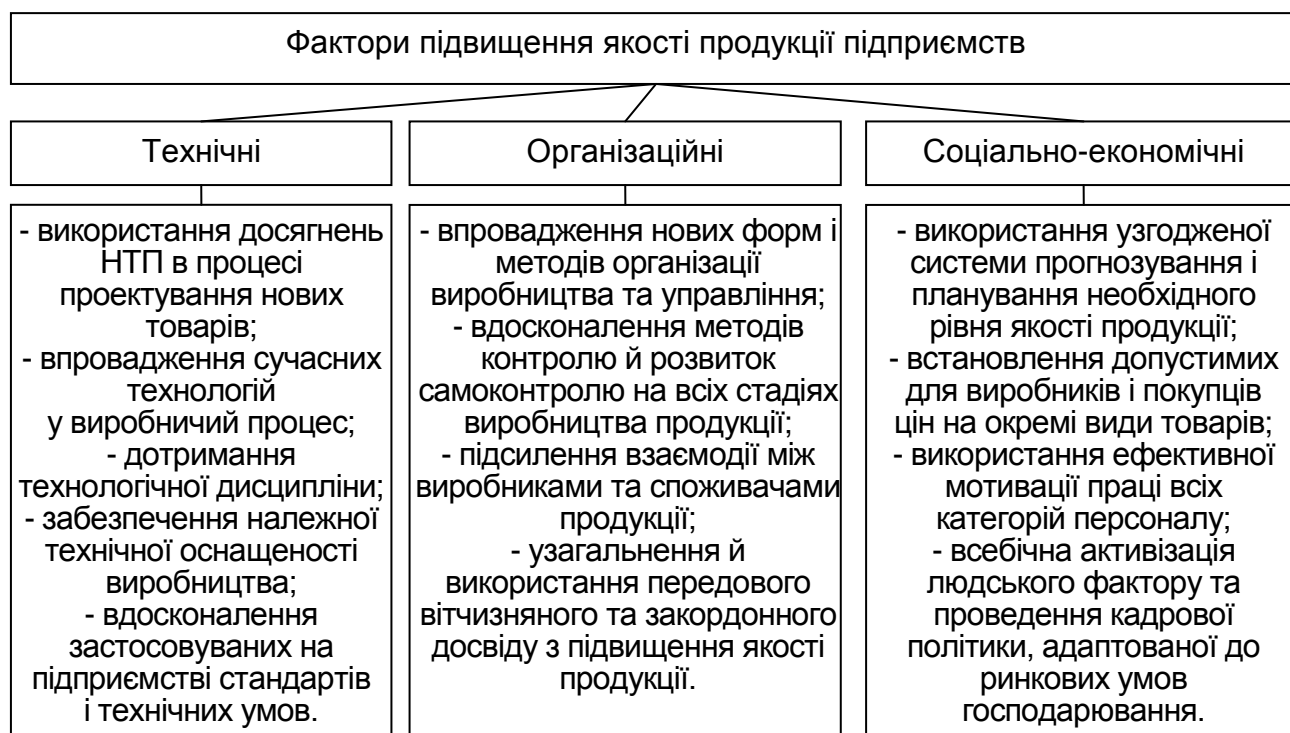 Фактори підвищення якості продукції підприємств
Технічні
- використання досягнень
НТП в процесі
проектування нових
товарів;
- впровадження сучасних
технологій
у виробничий процес;
- дотримання
технологічної дисципліни;
- забезпечення належної
технічної оснащеності
виробництва;
- вдосконалення
застосовуваних на
підприємстві стандартів
і технічних умов.
Організаційні
- впровадження нових форм і
методів організації
виробництва та управління;
- вдосконалення методів
контролю й розвиток
самоконтролю на всіх стадіях
виробництва продукції;
- підсилення взаємодії між
виробниками та споживачами
продукції;
- узагальнення й
використання передового
вітчизняного та закордонного
досвіду з підвищення якості
продукції.
Соціально-економічні
- використання узгодженої
системи прогнозування і
планування необхідного
рівня якості продукції;
- встановлення допустимих
для виробників і покупців
цін на окремі види товарів;
- використання ефективної
мотивації праці всіх
категорій персоналу;
- всебічна активізація
людського фактору та
проведення кадрової
політики, адаптованої до
ринкових умов
господарювання.